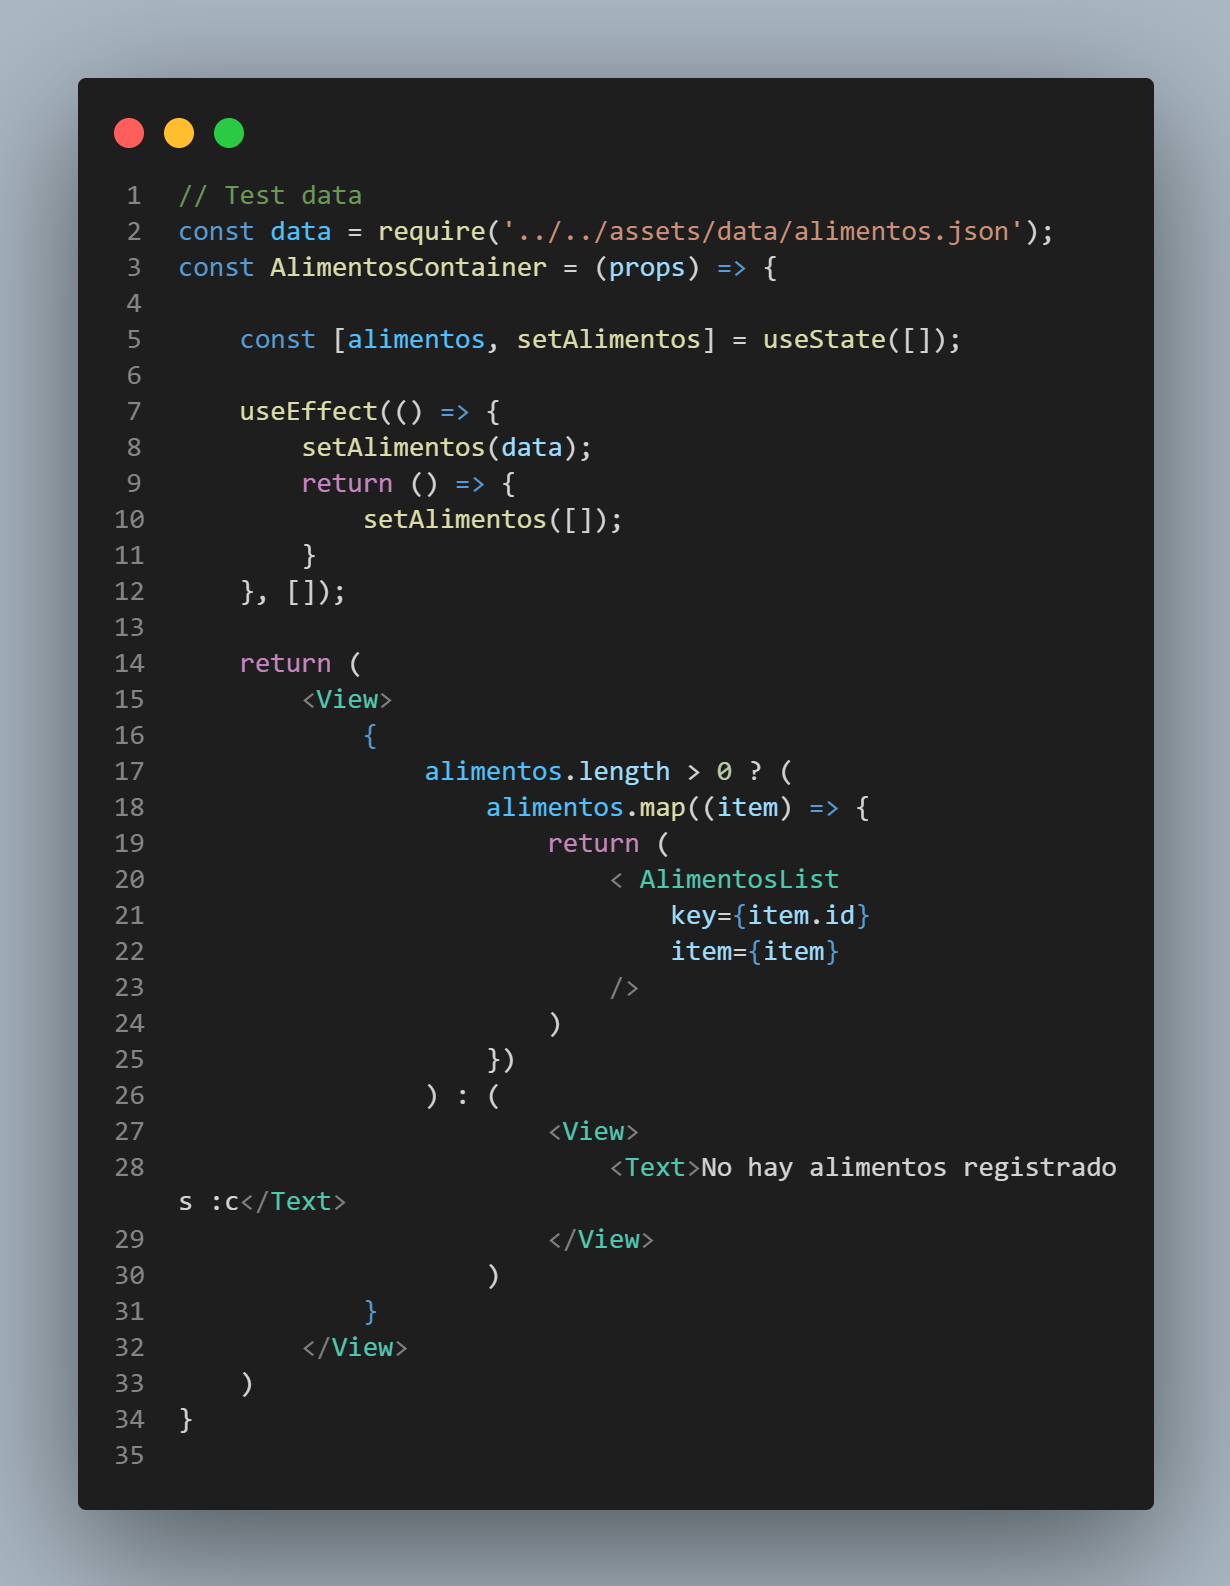 1 // Test data
2 const data = require('../../assets/data/alimentos.json');
3 const AlimentosContainer = (props) => {
4
5     const [alimentos, setAlimentos] = useState([]);
6
7     useEffect(() => {
8         setAlimentos(data);
9         return () => {
10             setAlimentos([]);
11         }
12     }, []);
13
14     return (
15         <View>
16             {
17                 alimentos.length > 0 ? (
18                     alimentos.map((item) => {
19                         return (
20                             < AlimentosList
21                                 key={item.id}
22                                 item={item}
23                             />
24                         )
25                     })
26                 ) : (
27                         <View>
28                             <Text>No hay alimentos registrado
s :c</Text>
29                         </View>
30                     )
31             }
32         </View>
33     )
34 }
35